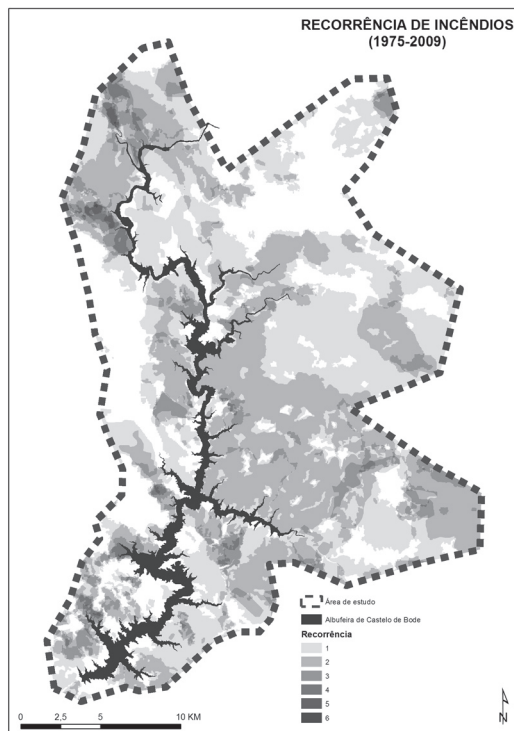 RECORRÊNCIA DE INCÊNDIOS
(1975-2009)
Área de estudo
Albufeira de Castelo de Bode
Recorrência
1
2
3
4
5
6
0 2,5 5 10 KM
N